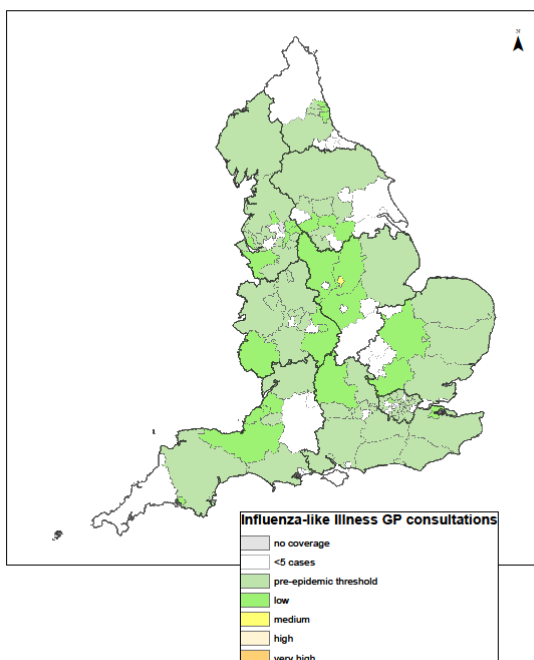 Influenza-like Illness GP consultations
no coverage
<5 cases
pre-epidemic threshold
low
medium
high
very high